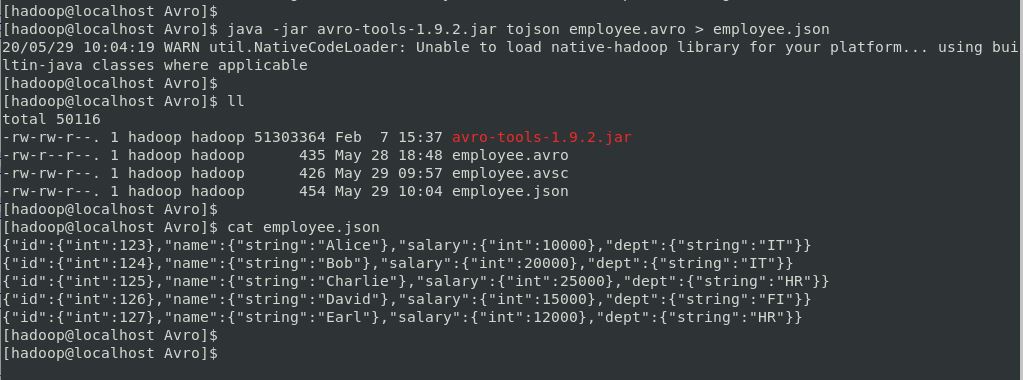 [hadoop@localhost Avro]$
[hadoop@localhost Avro]$ java -jar avro-tools-1.9.2.jar tojson employee.avro > employee.json
20/05/29 10:04:19 WARN util.NativeCodeLoader: Unable to load native-hadoop library for your platform... using bui
ltin-java classes where applicable
[hadoop@localhost Avro]$
[hadoop@localhost Avro]$ ll
total 50116
-rw-rw-r--. 1 hadoop hadoop 51303364 Feb  7 15:37 avro-tools-1.9.2.jar
-rw-r--r--. 1 hadoop hadoop      435 May 28 18:48 employee.avro
-rw-rw-r--. 1 hadoop hadoop      426 May 29 09:57 employee.avsc
-rw-rw-r--. 1 hadoop hadoop      454 May 29 10:04 employee.json
[hadoop@localhost Avro]$
[hadoop@localhost Avro]$ cat employee.json
{"id":{"int":123},"name":{"string":"Alice"},"salary":{"int":10000},"dept":{"string":"IT"}}
{"id":{"int":124},"name":{"string":"Bob"},"salary":{"int":20000},"dept":{"string":"IT"}}
{"id":{"int":125},"name":{"string":"Charlie"},"salary":{"int":25000},"dept":{"string":"HR"}}
{"id":{"int":126},"name":{"string":"David"},"salary":{"int":15000},"dept":{"string":"FI"}}
{"id":{"int":127},"name":{"string":"Earl"},"salary":{"int":12000},"dept":{"string":"HR"}}
[hadoop@localhost Avro]$
[hadoop@localhost Avro]$